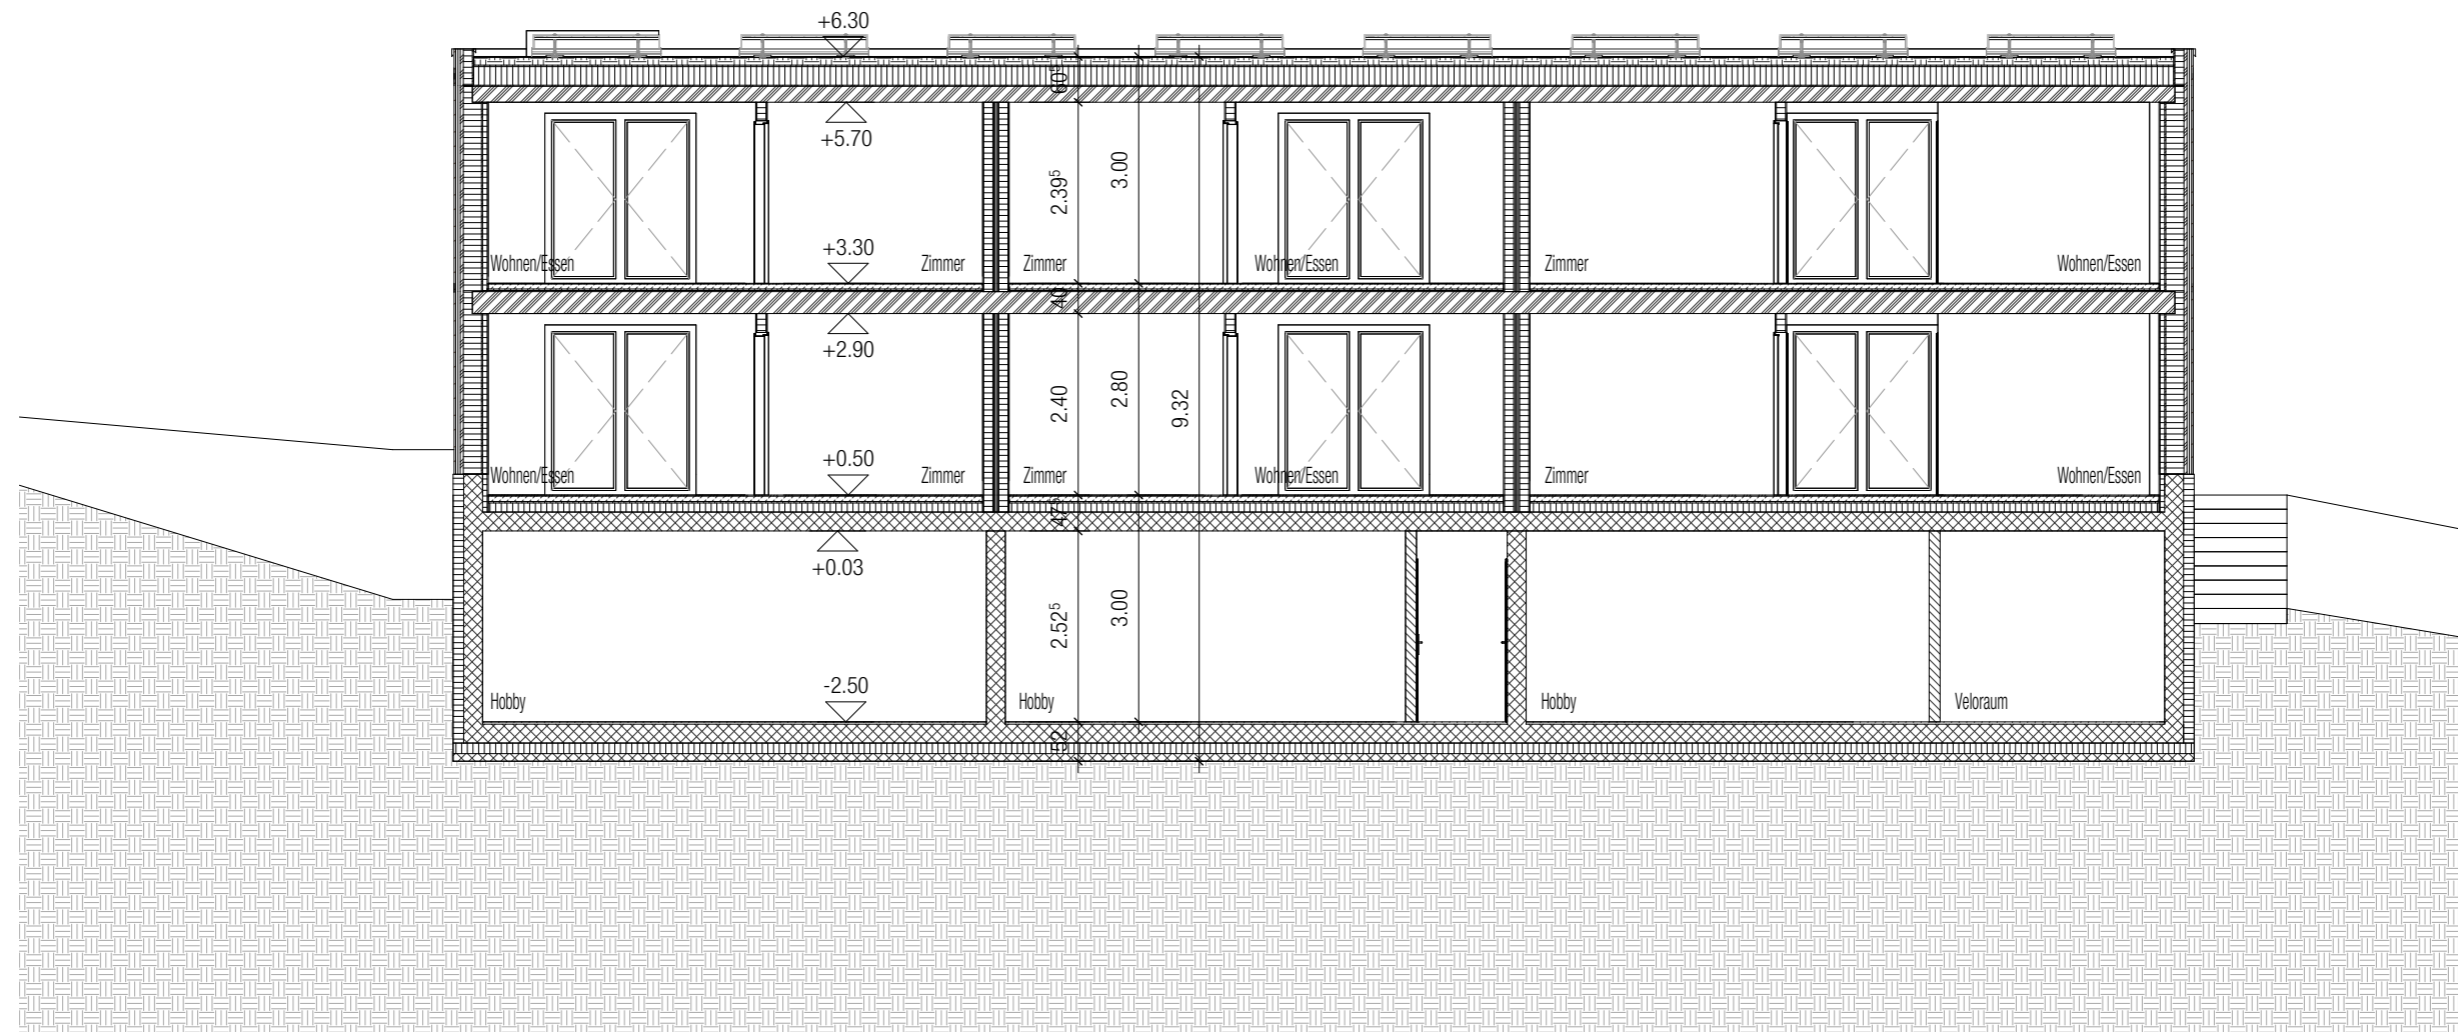 +6.30
60⁵
+5.70
2.39⁵
3.00
+3.30
Wohnen/Essen
Zimmer
Zimmer
Wohnen/Essen
Zimmer
Wohnen/Essen
40
+2.90
2.40
2.80
9.32
+0.50
Wohnen/Essen
Zimmer
Zimmer
Wohnen/Essen
Zimmer
Wohnen/Essen
47⁵
+0.03
2.52⁵
3.00
-2.50
Hobby
Hobby
Hobby
Veloraum
52